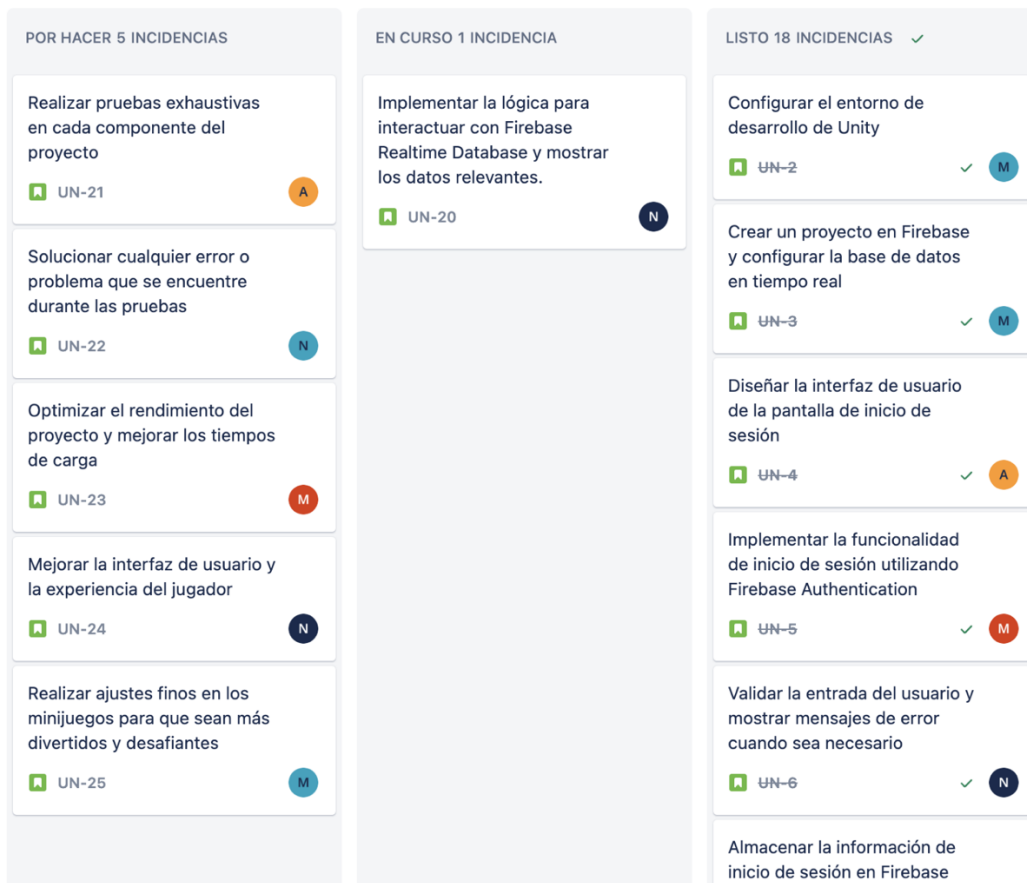 POR HACER 5 INCIDENCIAS
Realizar pruebas exhaustivas
en cada componente del
proyecto
UN-21
A
Solucionar cualquier error o
problema que se encuentre
durante las pruebas
UN-22
N
Optimizar el rendimiento del
proyecto y mejorar los tiempos
de carga
UN-23
M
Mejorar la interfaz de usuario y
la experiencia del jugador
UN-24
N
Realizar ajustes finos en los
minijuegos para que sean más
divertidos y desafiantes
UN-25
M
EN CURSO 1 INCIDENCIA
Implementar la lógica para
interactuar con Firebase
Realtime Database y mostrar
los datos relevantes.
UN-20
N
LISTO 18 INCIDENCIAS
Configurar el entorno de
desarrollo de Unity
UN-2
M
Crear un proyecto en Firebase
y configurar la base de datos
en tiempo real
UN-3
M
Diseñar la interfaz de usuario
de la pantalla de inicio de
sesión
UN-4
A
Implementar la funcionalidad
de inicio de sesión utilizando
Firebase Authentication
UN-5
M
Validar la entrada del usuario y
mostrar mensajes de error
cuando sea necesario
UN-6
N
Almacenar la información de
inicio de sesión en Firebase